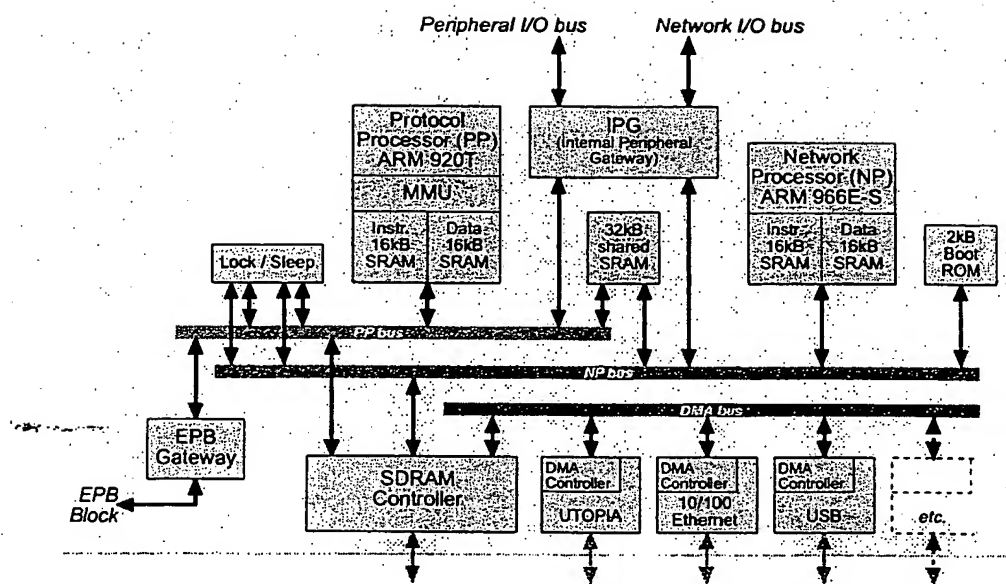 Peripheral I/O bus
Network I/O bus
Protocol
Processor (PP)
ARM 920T
MMU
Instr.
16kB
SRAM
Data
16kB
SRAM
IPG
(Internal Peripheral
Gateway)
Network
Processor (NP)
ARM 966E-S
Instr.
16kB
SRAM
Data
16kB
SRAM
32kB
shared
SRAM
2kB
Boot
ROM
Lock / Sleep
PP bus
NP bus
DMA bus
EPB
Gateway
EPB
Block
SDRAM
Controller
DMA
Controller
UTOPIA
DMA
Controller
10/100
Ethernet
DMA
Controller
USB
etc.